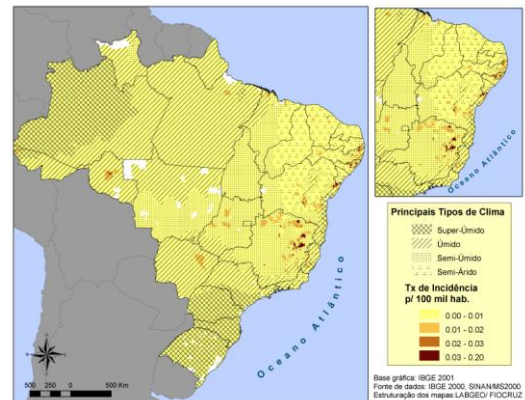 Oceano Atlântico
Oceano Atlântico
Principais Tipos de Clima
Super-Úmido
Úmido
Semi-Úmido
Semi-Árido
Tx de Incidência
p/ 100 mil hab.
0.00 - 0.01
0.01 - 0.02
0.02 - 0.03
0.03 - 0.20
500 250 0 500 Km
Base gráfica: IBGE 2001
Fonte de dados: IBGE 2000, SINAN/MS2000
Estruturação dos mapas:LABGEO/ FIOCRUZ